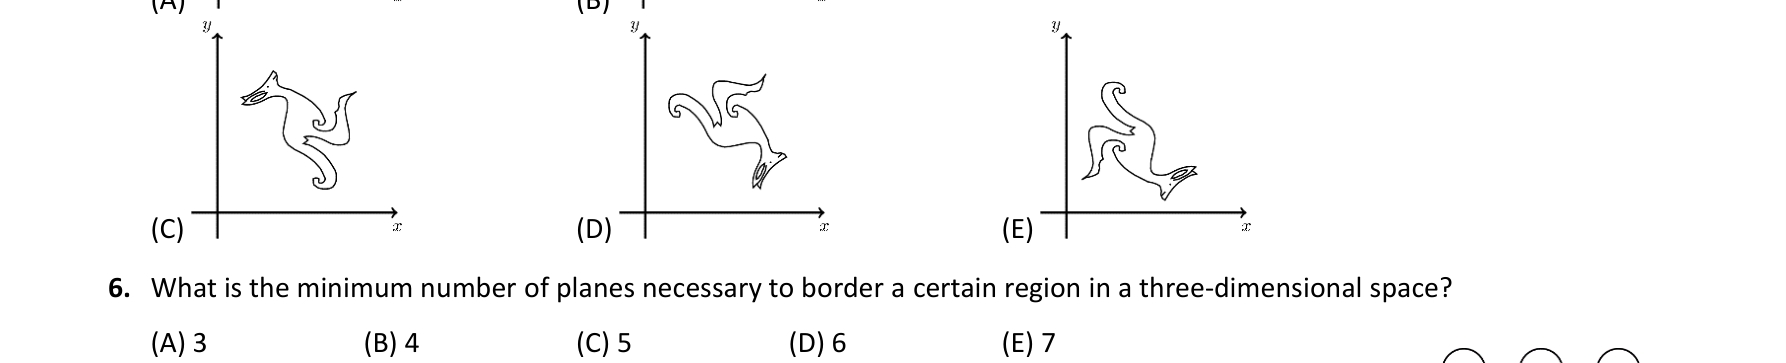 (A) (B)
y y y
(C) x (D) x (E) x
6. What is the minimum number of planes necessary to border a certain region in a three-dimensional space?
(A) 3 (B) 4 (C) 5 (D) 6 (E) 7